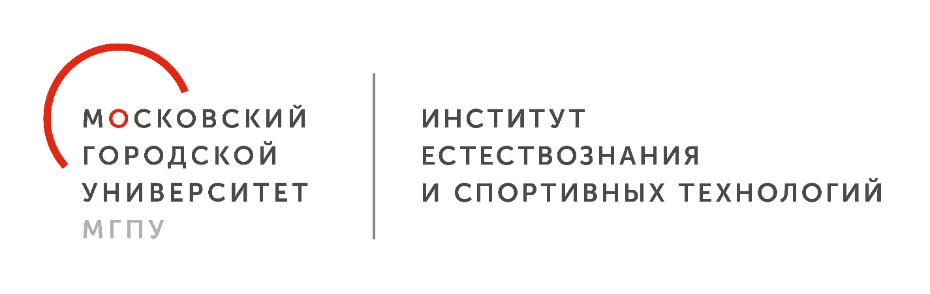 МОСКОВСКИЙ
ГОРОДСКОЙ
УНИВЕРСИТЕТ
МГПУ
ИНСТИТУТ
ЕСТЕСТВОЗНАНИЯ
И СПОРТИВНЫХ ТЕХНОЛОГИЙ